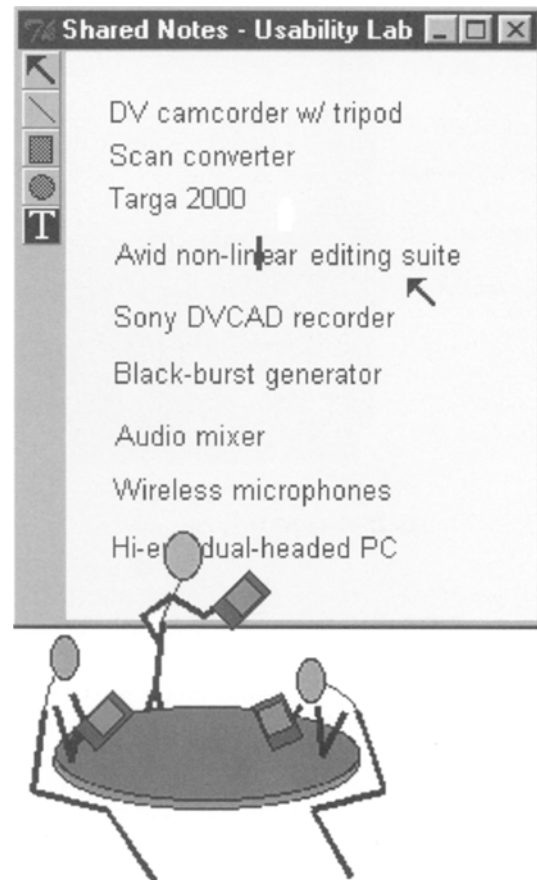 Shared Notes - Usability Lab
T
DV camcorder w/ tripod
Scan converter
Targa 2000
Avid non-linear editing suite
Sony DVCAD recorder
Black-burst generator
Audio mixer
Wireless microphones
dual-headed PC